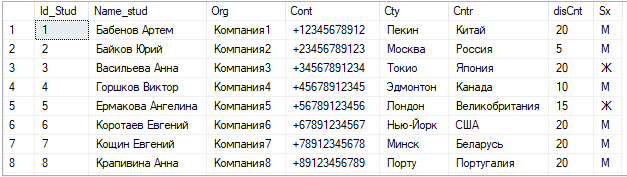 Id_Stud Name_stud Org Cont Cty Cntr disCnt Sx
1 1 Бабенов Артем Компания1 +12345678912 Пекин Китай 20 М
2 2 Байков Юрий Компания2 +23456789123 Москва Россия 5 М
3 3 Васильева Анна Компания3 +34567891234 Токио Япония 20 Ж
4 4 Горшков Виктор Компания4 +45678912345 Эдмонтон Канада 10 М
5 5 Ермакова Ангелина Компания5 +56789123456 Лондон Великобритания 15 Ж
6 6 Коротаев Евгений Компания6 +67891234567 Нью-Йорк США 20 М
7 7 Кощин Евгений Компания7 +78912345678 Минск Беларусь 20 М
8 8 Крапивина Анна Компания8 +89123456789 Порту Португалия 20 М